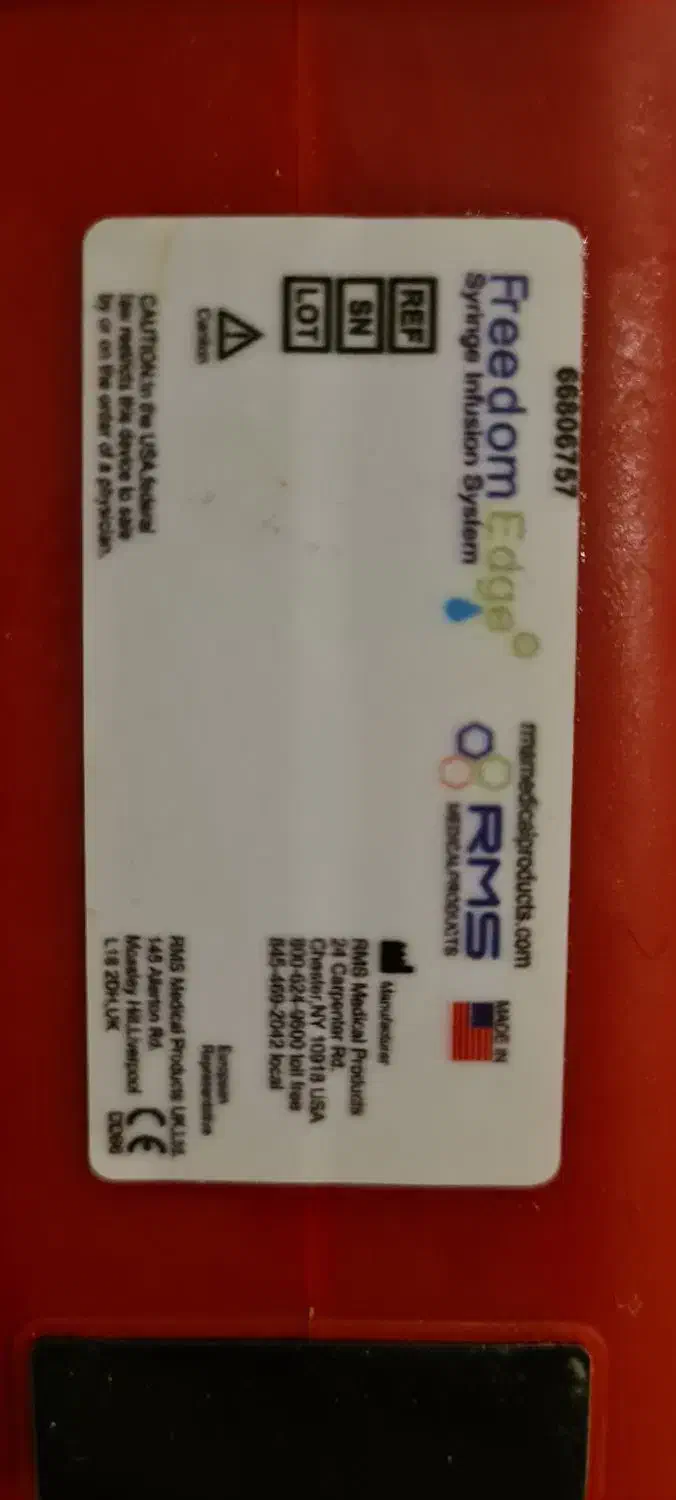 66806757
Freedom Edge
Syringe Infusion System
rmsmedicalproducts.com
RMS
MEDICAL PRODUCTS
MADE IN
REF
SN
LOT
Manufacturer
RMS Medical Products
24 Carpenter Rd.
Chester, NY 10918 USA
800-624-9600 toll free
845-469-2042 local
Caution
CAUTION: In the USA, federal
law restricts this device to sale
by or on the order of a physician.
European
Representative
RMS Medical Products UK, Ltd.
145 Allerton Rd.
Mossley Hill, Liverpool
L18 2DH, UK
CE